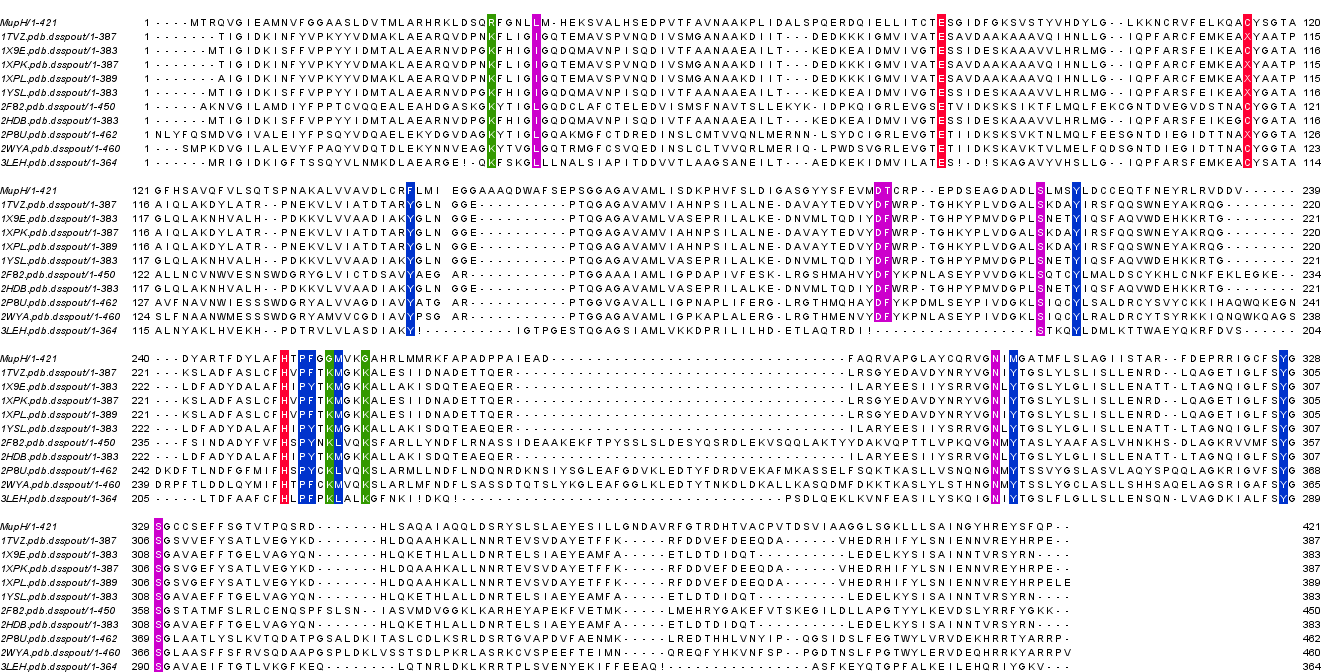 MupH/1-421 1 ----MTRQVGIEAMNVFGGAASLDVTMLARHRKLDSQRFGNLLM-HEKSVALHSEDPVTFAVNAAKPLIDALSPQERDQIELLITCTESGIDFGKSVSTYVHDYLG-LKKNCRVFELKQACYSGTA 120
1TVZ.pdb.dsspout/1-387 1 ------TIGIDKINFYVPKYYVDMAKLAEARQVDPNKFLIGIGQTEMAVSPVNQDIVSMGANAAKDIIT----DEDKKKIGMVIVATESAVDAAKAAAVQIHNLLG--IQPFARCFEMKEACYAATP 115
1X9E.pdb.dsspout/1-383 1 -----MTIGIDKISFFVPPYYIDMTALAEARNVDPGKFHIGIGQDQMAVNPISQDIVTFAANAAEAILT----KEDKEAIDMVIVGTESSIDESKAAAVVLHRLMG--IQPFARSFEIKEACYGATA 116
1XPK.pdb.dsspout/1-387 1 ------TIGIDKINFYVPKYYVDMAKLAEARQVDPNKFLIGIGQTEMAVSPVNQDIVSMGANAAKDIIT----DEDKKKIGMVIVATESAVDAAKAAAVQIHNLLG--IQPFARCFEMKEAXYAATP 115
1XPL.pdb.dsspout/1-389 1 ------AIGIDKINFYVPKYYVDMAKLAEARQVDPNKFLIGIGQTEMAVSPVNQDIVSMGANAAKDIIT----DEDKKKIGMVIVATESAVDAAKAAAVQIHNLLG--IQPFARCFEMKEAXYAATP 115
1YSL.pdb.dsspout/1-383 1 -----MTIGIDKISFFVPPYYIDMTALAEARNVDPGKFHIGIGQDQMAVNPISQDIVTFAANAAEAILT----KEDKEAIDMVIVGTESSIDESKAAAVVLHRLMG--IQPFARSFEIKEAXYGATA 116
2F82.pdb.dsspout/1-450 1 -----AKNVGILAMDIYFPPTCVQQEALEAHDGASKGKYTIGLGQDCLAFCTELEDVISMSFNAVTSLLEKYK-IDPKQIGRLEVGSETVIDKSKSIKTFLMQLFEKCGNTDVEGVDSTNACYGGTA 121
2HDB.pdb.dsspout/1-383 1 -----MTIGIDKISFFVPPYYIDMTALAEARNVDPGKFHIGIGQDQMAVNPISQDIVTFAANAAEAILT----KEDKEAIDMVIVGTESSIDESKAAAVVLHRLMG--IQPFARSFEIKEACYGATA 116
2P8U.pdb.dsspout/1-462 1 NLYFQSMDVGIVALEIYFPSQYVDQAELEKYDGVDAGKYTIGLGQAKMGFCTDREDINSLCMTVVQNLMERNN-LSYDCIGRLEVGTETIIDKSKSVKTNLMQLFEESGNTDIEGIDTTNACYGGTA 126
2WYA.pdb.dsspout/1-460 1 ---SMPKDVGILALEVYFPAQYVDQTDLEKYNNVEAGKYTVGLGQTRMGFCSVQEDINSLCLTVVQRLMERIQ-LPWDSVGRLEVGTETIIDKSKAVKTVLMELFQDSGNTDIEGIDTTNACYGGTA 123
3LEH.pdb.dsspout/1-364 1 ------MRIGIDKIGFTSSQYVLNMKDLAEARGE!-QKFSKGLLLNALSIAPITDDVVTLAAGSANEILT---AEDKEKIDMVILATES!-D!SKAGAVYVHSLLG--IQPFARSFEMKEACYSATA 114
MupH/1-421 121 GFHSAVQFVLSQTSPNAKALVVAVDLCRFLMI EGGAAAQDWAFSEPSGGAGAVAMLISDKPHVFSLDIGASGYYSFEVMDTCRP--EPDSEAGDADLSLMSYLDCCEQTFNEYRLRVDDV------ 239
1TVZ.pdb.dsspout/1-387 116 AIQLAKDYLATR--PNEKVLVIATDTARYGLN GGE----------PTQGAGAVAMVIAHNPSILALNE-DAVAYTEDVYDFWRP-TGHKYPLVDGALSKDAYIRSFQQSWNEYAKRQG-------- 220
1X9E.pdb.dsspout/1-383 117 GLQLAKNHVALH--PDKKVLVVAADIAKYGLN GGE----------PTQGAGAVAMLVASEPRILALKE-DNVMLTQDIYDFWRP-TGHPYPMVDGPLSNETYIQSFAQVWDEHKKRTG-------- 221
1XPK.pdb.dsspout/1-387 116 AIQLAKDYLATR--PNEKVLVIATDTARYGLN GGE----------PTQGAGAVAMVIAHNPSILALNE-DAVAYTEDVYDFWRP-TGHKYPLVDGALSKDAYIRSFQQSWNEYAKRQG-------- 220
1XPL.pdb.dsspout/1-389 116 AIQLAKDYLATR--PNEKVLVIATDTARYGLN GGE----------PTQGAGAVAMVIAHNPSILALNE-DAVAYTEDVYDFWRP-TGHKYPLVDGALSKDAYIRSFQQSWNEYAKRQG-------- 220
1YSL.pdb.dsspout/1-383 117 GLQLAKNHVALH--PDKKVLVVAADIAKYGLN GGE----------PTQGAGAVAMLVASEPRILALKE-DNVMLTQDIYDFWRP-TGHPYPMVDGPLSNETYIQSFAQVWDEHKKRTG-------- 221
2F82.pdb.dsspout/1-450 122 ALLNCVNWVESNSWDGRYGLVICTDSAVYAEG AR-----------PTGGAAAIAMLIGPDAPIVFESK-LRGSHMAHVYDFYKPNLASEYPVVDGKLSQTCYLMALDSCYKHLCNKFEKLEGKE-- 234
2HDB.pdb.dsspout/1-383 117 GLQLAKNHVALH--PDKKVLVVAADIAKYGLN GGE----------PTQGAGAVAMLVASEPRILALKE-DNVMLTQDIYDFWRP-TGHPYPMVDGPLSNETYIQSFAQVWDEHKKRTG-------- 221
2P8U.pdb.dsspout/1-462 127 AVFNAVNWIESSSWDGRYALVVAGDIAVYATG AR-----------PTGGVGAVALLIGPNAPLIFERG-LRGTHMQHAYDFYKPDMLSEYPIVDGKLSIQCYLSALDRCYSVYCKKIHAQWQKEGN 241
2WYA.pdb.dsspout/1-460 124 SLFNAANWMESSSWDGRYAMVVCGDIAVYPSG AR-----------PTGGAGAVAMLIGPKAPLALERG-LRGTHMENVYDFYKPNLASEYPIVDGKLSIQCYLRALDRCYTSYRKKIQNQWKQAGS 238
3LEH.pdb.dsspout/1-364 115 ALNYAKLHVEKH--PDTRVLVLASDIARY!----------IGTPGESTQGAGSIAMLVKKDPRILILHD-ETLAQTRDI!------------------SKQYLDMLKTTWAEYQKRFDVS------ 204
MupH/1-421 240 ---DYARTFDYLAFHTPFGGMVKGAHRLMMRKFAPADPPAIEAD---------------------------------FAQRVAPGLAYCQRVGNIMGATMFLSLAGIISTAR--FDEPRRIGCFSYG 328
1TVZ.pdb.dsspout/1-387 221 ---KSLADFASLCFHVPFTKMGKKALESIIDNADETTQER-------------------------------------LRSGYEDAVDYNRYVGNIYTGSLYLSLISLLENRD--LQAGETIGLFSYG 305
1X9E.pdb.dsspout/1-383 222 ---LDFADYDALAFHIPYTKMGKKALLAKISDQTEAEQER-------------------------------------ILARYEESIIYSRRVGNLYTGSLYLGLISLLENATT-LTAGNQIGLFSYG 307
1XPK.pdb.dsspout/1-387 221 ---KSLADFASLCFHVPFTKMGKKALESIIDNADETTQER-------------------------------------LRSGYEDAVDYNRYVGNIYTGSLYLSLISLLENRD--LQAGETIGLFSYG 305
1XPL.pdb.dsspout/1-389 221 ---KSLADFASLCFHVPFTKMGKKALESIIDNADETTQER-------------------------------------LRSGYEDAVDYNRYVGNIYTGSLYLSLISLLENRD--LQAGETIGLFSYG 305
1YSL.pdb.dsspout/1-383 222 ---LDFADYDALAFHIPYTKMGKKALLAKISDQTEAEQER-------------------------------------ILARYEESIIYSRRVGNLYTGSLYLGLISLLENATT-LTAGNQIGLFSYG 307
2F82.pdb.dsspout/1-450 235 ---FSINDADYFVFHSPYNKLVQKSFARLLYNDFLRNASSIDEAAKEKFTPYSSLSLDESYQSRDLEKVSQQLAKTYYDAKVQPTTLVPKQVGNMYTASLYAAFASLVHNKHS-DLAGKRVVMFSYG 357
2HDB.pdb.dsspout/1-383 222 ---LDFADYDALAFHIPYTKMGKKALLAKISDQTEAEQER-------------------------------------ILARYEESIIYSRRVGNLYTGSLYLGLISLLENATT-LTAGNQIGLFSYG 307
2P8U.pdb.dsspout/1-462 242 DKDFTLNDFGFMIFHSPYCKLVQKSLARMLLNDFLNDQNRDKNSIYSGLEAFGDVKLEDTYFDRDVEKAFMKASSELFSQKTKASLLVSNQNGNMYTSSVYGSLASVLAQYSPQQLAGKRIGVFSYG 368
2WYA.pdb.dsspout/1-460 239 DRPFTLDDLQYMIFHTPFCKMVQKSLARLMFNDFLSASSDTQTSLYKGLEAFGGLKLEDTYTNKDLDKALLKASQDMFDKKTKASLYLSTHNGNMYTSSLYGCLASLLSHHSAQELAGSRIGAFSYG 365
3LEH.pdb.dsspout/1-364 205 ---LTDFAAFCFHLPFPKLALKGFNKI!DKQ!--------------------------------------PSDLQEKLKVNFEHSILYSKQIGNIYTGSLFLGLLSLLENSQN-LVAGDKIALFSYG 289
MupH/1-421 329 SGCCSEFFSGTVTPQSRD-------HLSAQAIAQQLDSRYSLSLAEYESILLGNDAVRFGTRDHTVACPVTDSVIAAGGLSGKLLLSAINGYHREYSFQP-- 421
1TVZ.pdb.dsspout/1-387 306 SGSVVEFYSATLVEGYKD-------HLDQAAHKALLNNRTEVSVDAYETFFK-----RFDDVEFDEEQDA----VHEDRHIFYLSNIENNVREYHRPE-- 387
1X9E.pdb.dsspout/1-383 308 SGAVAEFFTGELVAGYQN-------HLQKETHLALLDNRTELSIAEYEAMFA-----ETLDTDIDQT-------LEDELKYSISAINNTVRSYRN----- 383
1XPK.pdb.dsspout/1-387 306 SGSVGEFYSATLVEGYKD-------HLDQAAHKALLNNRTEVSVDAYETFFK-----RFDDVEFDEEQDA----VHEDRHIFYLSNIENNVREYHRPE-- 387
1XPL.pdb.dsspout/1-389 306 SGSVGEFYSATLVEGYKD-------HLDQAAHKALLNNRTEVSVDAYETFFK-----RFDDVEFDEEQDA----VHEDRHIFYLSNIENNVREYHRPELE 389
1YSL.pdb.dsspout/1-383 308 SGAVAEFFTGELVAGYQN-------HLQKETHLALLDNRTELSIAEYEAMFA-----ETLDTDIDQT-------LEDELKYSISAINNTVRSYRN----- 383
2F82.pdb.dsspout/1-450 358 SGSTATMFSLRLCENQSPFSLSN--IASVMDVGGKLKARHEYAPEKFVETMK-----LMEHRYGAKEFVTSKEGILDLLAPGTYYLKEVDSLYRRFYGKK-- 450
2HDB.pdb.dsspout/1-383 308 SGAVAEFFTGELVAGYQN-------HLQKETHLALLDNRTELSIAEYEAMFA-----ETLDTDIDQT-------LEDELKYSISAINNTVRSYRN----- 383
2P8U.pdb.dsspout/1-462 369 SGLAATLYSLKVTQDATPGSALDKITASLCDLKSRLDSRTGVAPDVFAENMK-----LREDTHHLVNYIP--QGSIDSLFEGTWYLVRVDEKHRRTYARRP-- 462
2WYA.pdb.dsspout/1-460 366 SGLAAYSFFSFRVSQDAAPGSPLDKLVSSTSDLPKRLASRKCVSPEEFTEIMN-----QREQFYHKVNF-SPPGDTNSLFPGTWYLERVDEQHRRKYARRPV 460
3LEH.pdb.dsspout/1-364 290 SGAVAEIFTGTLVKGFKEQ------LQTNRLDKLKRRTPLSVENYEKIFFEEAQ!----------ASFKEYQTGPFALKEILEHQRIYGKV-- 364